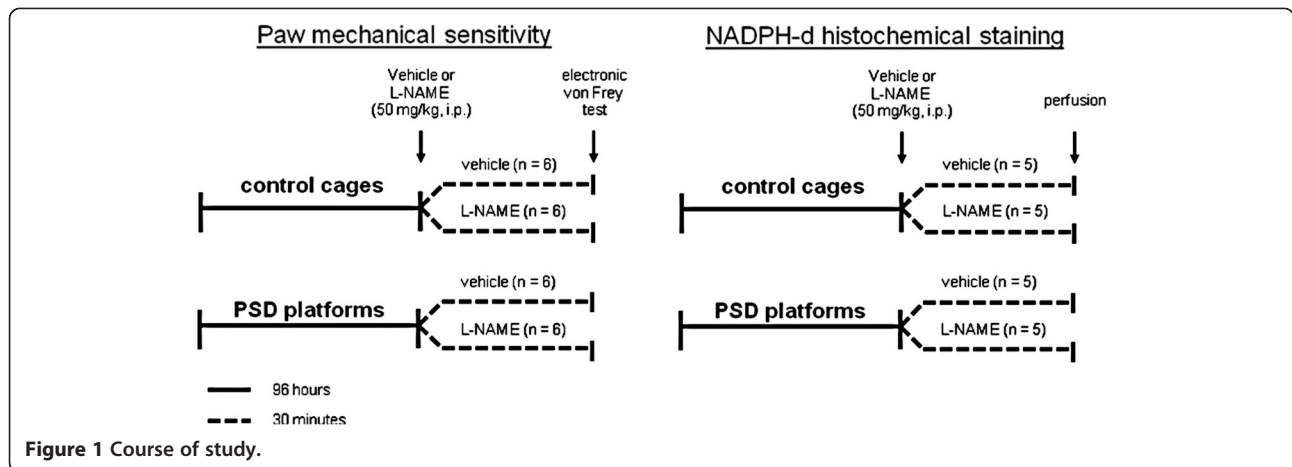 Paw mechanical sensitivity
Vehicle or
L-NAME
(50 mg/kg, i.p.)
electronic
von Frey
test
control cages
vehicle (n = 6)
L-NAME (n = 6)
PSD platforms
vehicle (n = 6)
L-NAME (n = 6)
96 hours
30 minutes
NADPH-d histochemical staining
Vehicle or
L-NAME
(50 mg/kg, i.p.)
perfusion
control cages
vehicle (n = 5)
L-NAME (n = 5)
PSD platforms
vehicle (n = 5)
L-NAME (n = 5)
Figure 1 Course of study.